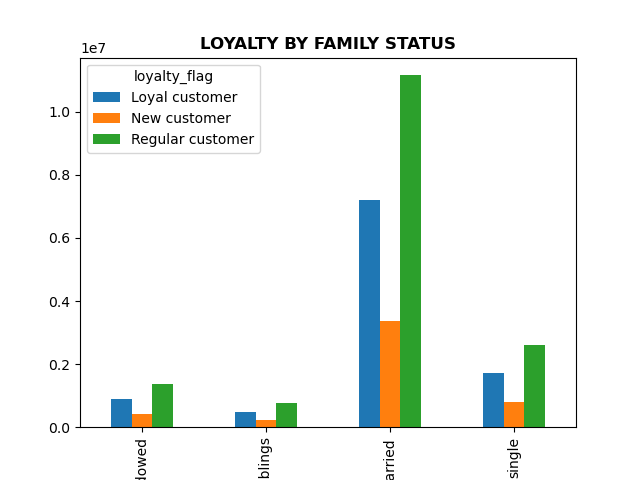 LOYALTY BY FAMILY STATUS
1e7
loyalty_flag
Loyal customer
New customer
Regular customer
1.0
0.8
0.6
0.4
0.2
0.0
dowed
blings
arried
single